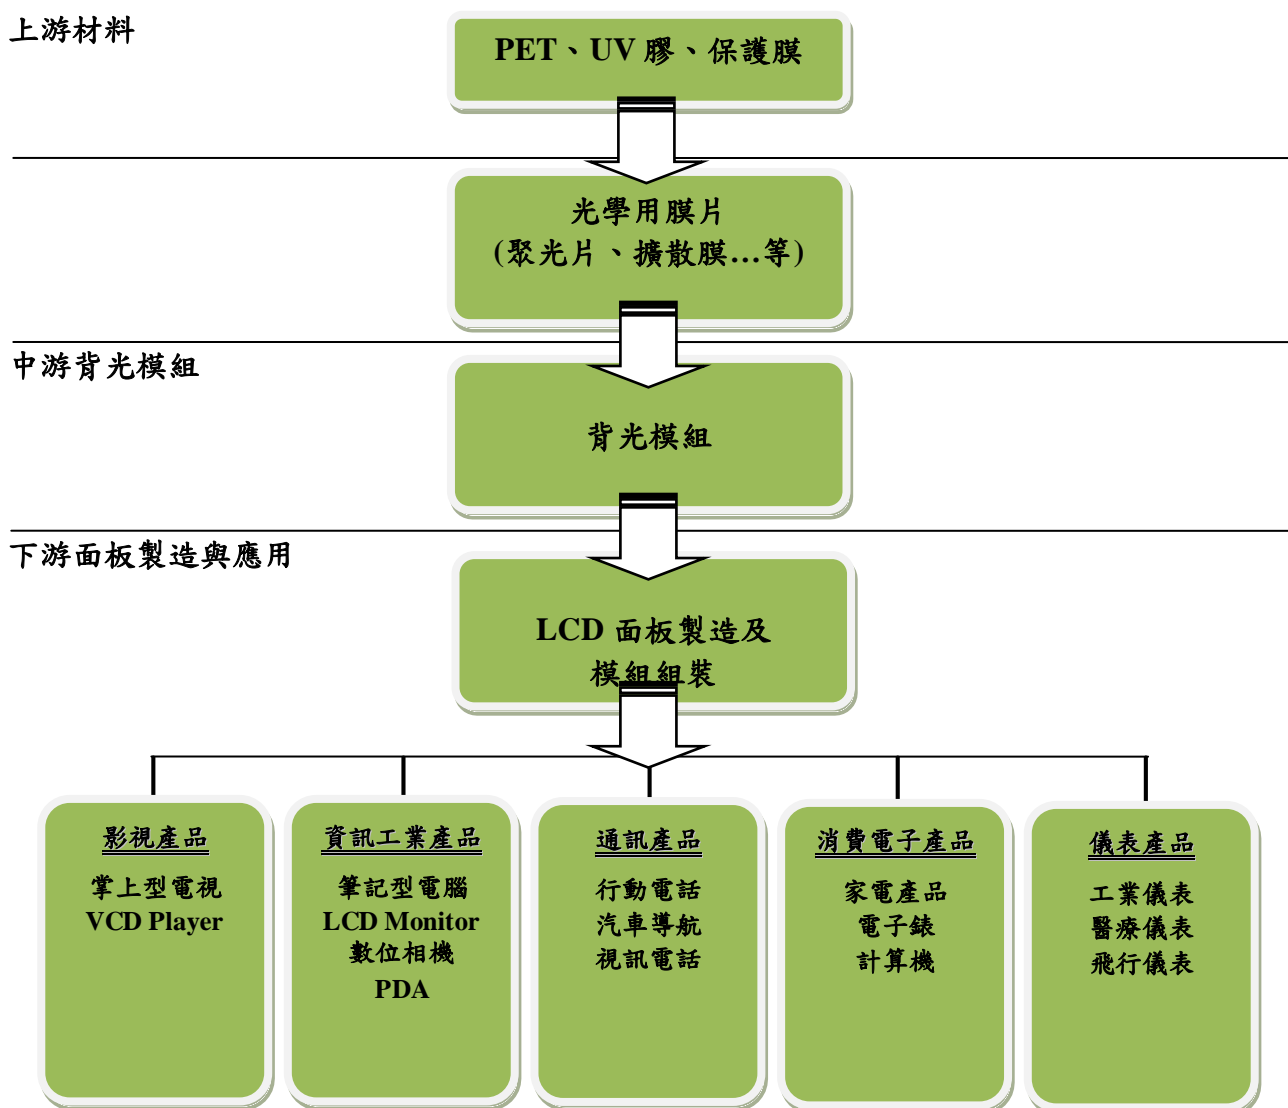 上游材料
PET、UV 膠、保護膜
光學用膜片
(聚光片、擴散膜…等)
中游背光模組
背光模組
下游面板製造與應用
LCD 面板製造及
模組組裝
影視產品
掌上型電視
VCD Player
資訊工業產品
筆記型電腦
LCD Monitor
數位相機
PDA
通訊產品
行動電話
汽車導航
視訊電話
消費電子產品
家電產品
電子錶
計算機
儀表產品
工業儀表
醫療儀表
飛行儀表